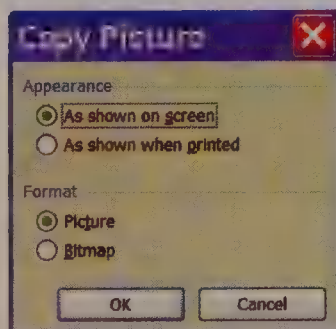 Copy Picture
Appearance
As shown on screen
As shown when printed
Format
Picture
Bitmap
OK
Cancel